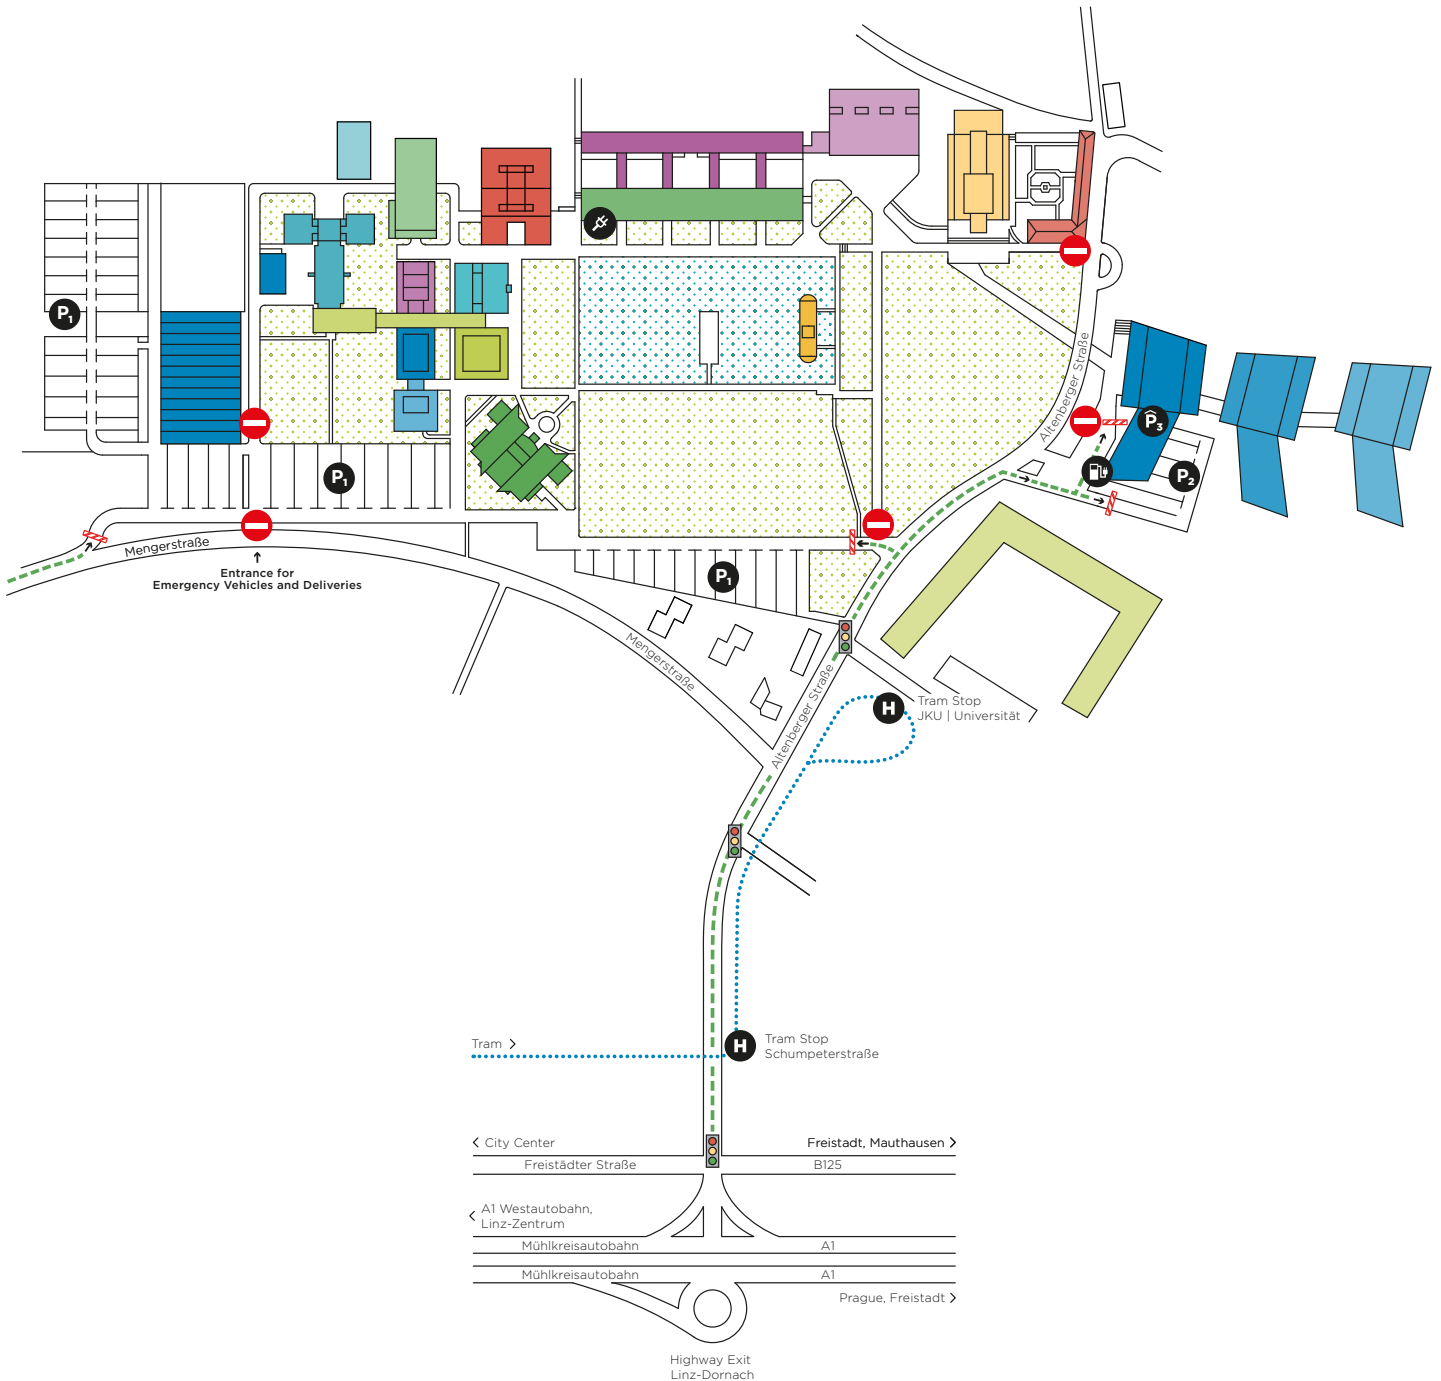 P1
Altenberger Straße
P̂3
P2
P1
Mengerstraße
Entrance for
Emergency Vehicles and Deliveries
P1
Mengerstraße
Altenberger Straße
H
Tram Stop
JKU | Universität
Tram >
H
Tram Stop
Schumpeterstraße
< City Center
Freistadt, Mauthausen >
Freistädter Straße
B125
< A1 Westautobahn,
Linz-Zentrum
Mühlkreisautobahn
A1
Mühlkreisautobahn
A1
Prague, Freistadt >
Highway Exit
Linz-Dornach